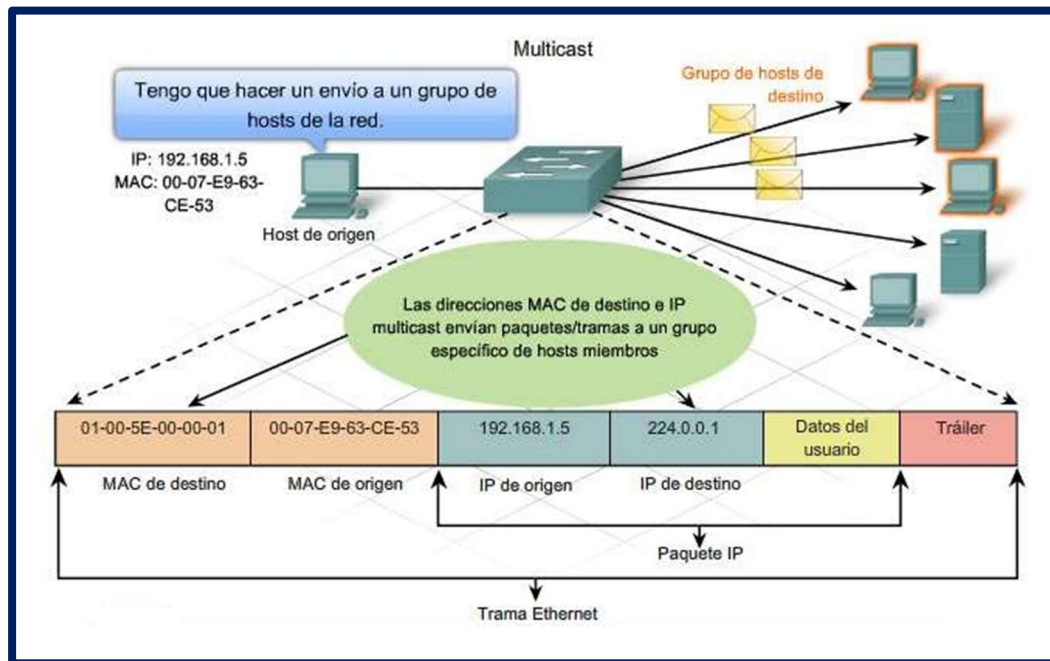 Multicast
Tengo que hacer un envío a un grupo de
hosts de la red.
Grupo de hosts de
destino
IP: 192.168.1.5
MAC: 00-07-E9-63-
CE-53
Host de origen
Las direcciones MAC de destino e IP
multicast envían paquetes/tramas a un grupo
específico de hosts miembros
01-00-5E-00-00-01
00-07-E9-63-CE-53
192.168.1.5
224.0.0.1
Datos del
usuario
Tráiler
MAC de destino
MAC de origen
IP de origen
IP de destino
Paquete IP
Trama Ethernet